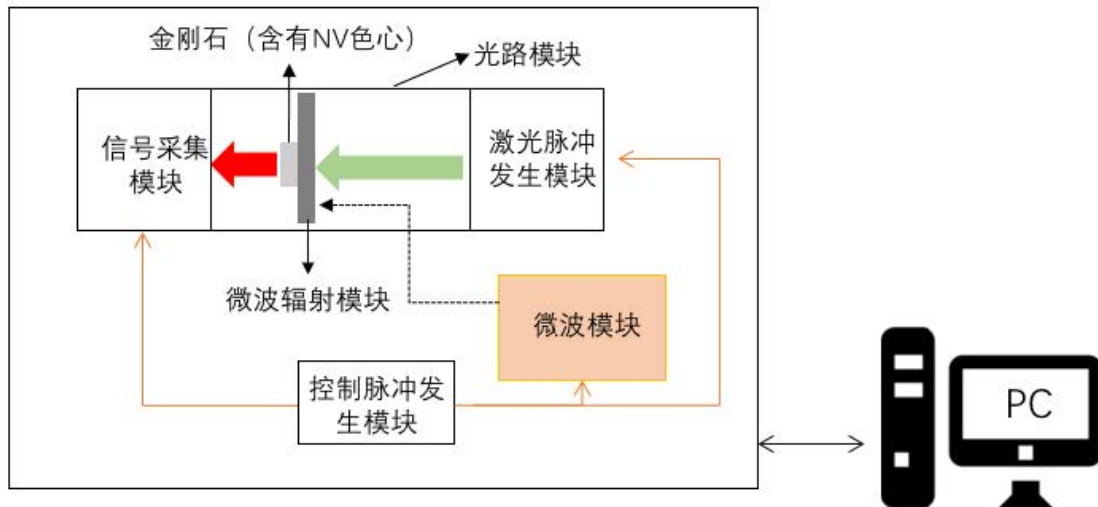 金刚石（含有NV色心）
光路模块
信号采集
模块
激光脉冲
发生模块
微波辐射模块
微波模块
控制脉冲发
生模块
PC